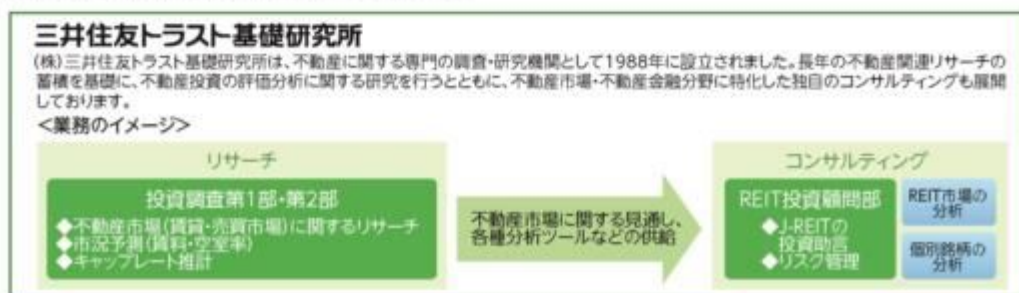 三井住友トラスト基礎研究所
(株)三井住友トラスト基礎研究所は、不動産に関する専門の調査・研究機関として1988年に設立されました。長年の不動産関連リサーチの
蓄積を基礎に、不動産投資の評価分析に関する研究を行うとともに、不動産市場・不動産金融分野に特化した独自のコンサルティングも展開
しております。
<業務のイメージ>
リサーチ
投資調査第1部・第2部
◆不動産市場(賃貸・売買市場)に関するリサーチ
◆市況予測(賃料・空室率)
◆キャップレート推計
不動産市場に関する見通し、
各種分析ツールなどの供給
コンサルティング
REIT投資顧問部
◆J-REITの
投資助言
◆リスク管理
REIT市場の
分析
個別銘柄の
分析